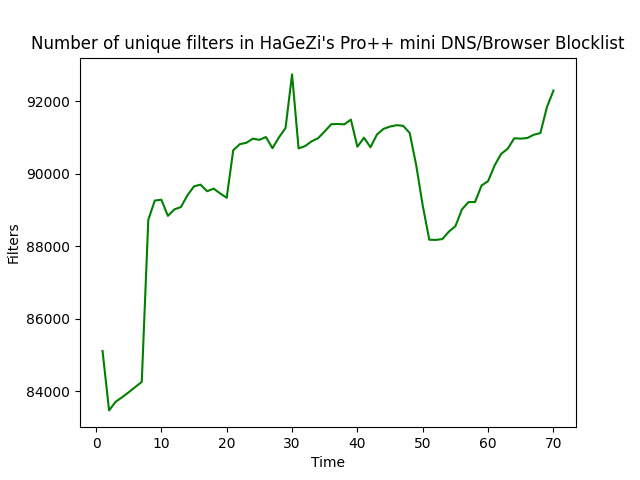 Number of unique filters in HaGeZi's Pro++ mini DNS/Browser Blocklist
92000
90000
88000
86000
84000
Filters
0 10 20 30 40 50 60 70
Time